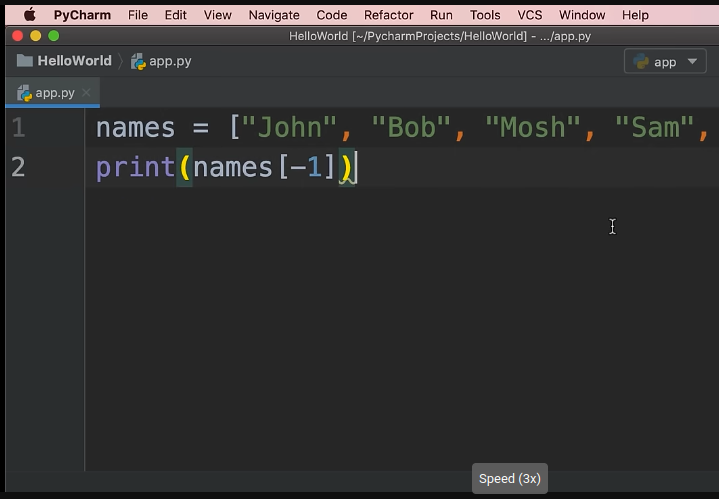 PyCharm File Edit View Navigate Code Refactor Run Tools VCS Window Help
HelloWorld [~/PycharmProjects/HelloWorld] - .../app.py
HelloWorld app.py
app
app.py
1 names = ["John", "Bob", "Mosh", "Sam",
2 print(names[-1])
Speed (3x)